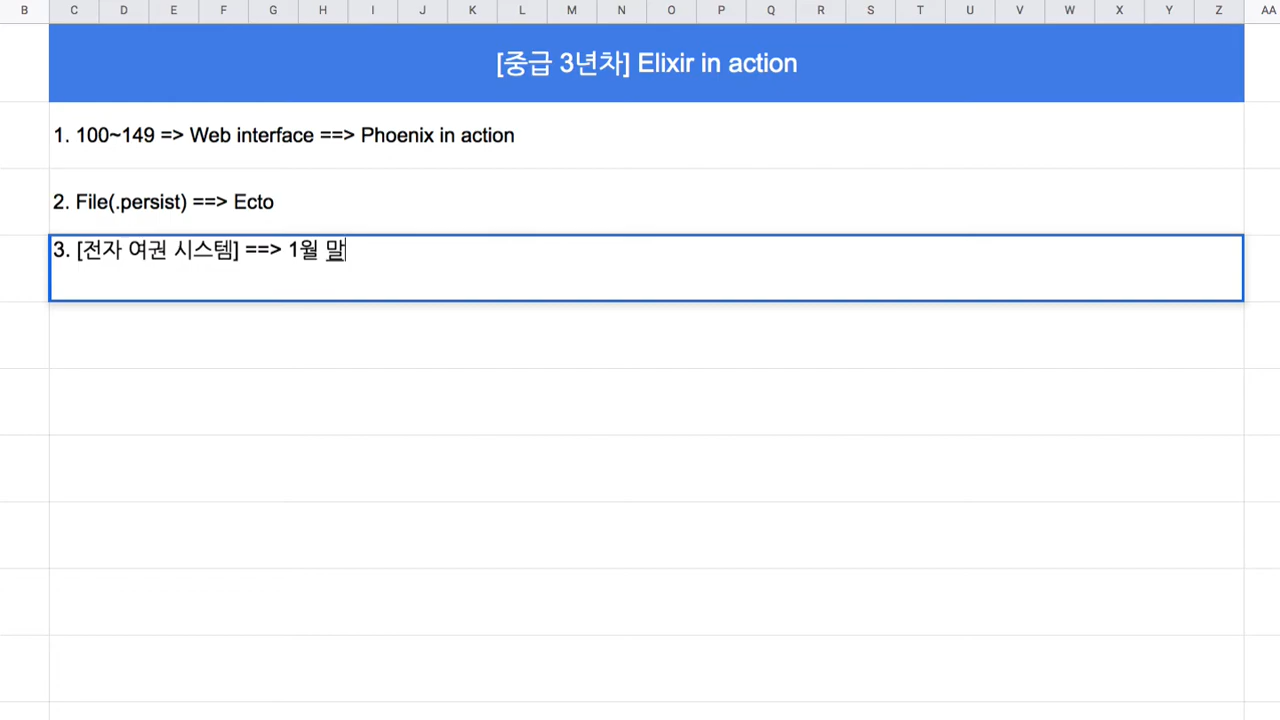 B C D E F G H I J K L M N O P Q R S T U V W X Y Z AA
[중급 3년차] Elixir in action
1. 100~149 => Web interface ==> Phoenix in action
2. File(.persist) ==> Ecto
3. [전자 여권 시스템] ==> 1월 말